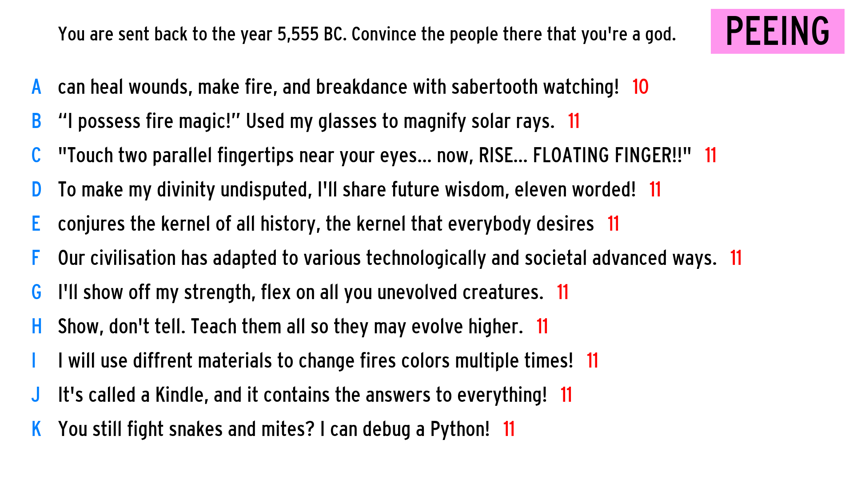 You are sent back to the year 5,555 BC. Convince the people there that you're a god. PEEING
A can heal wounds, make fire, and breakdance with sabertooth watching! 10
B “I possess fire magic!” Used my glasses to magnify solar rays. 11
C "Touch two parallel fingertips near your eyes... now, RISE... FLOATING FINGER!!" 11
D To make my divinity undisputed, I'll share future wisdom, eleven worded! 11
E conjures the kernel of all history, the kernel that everybody desires 11
F Our civilisation has adapted to various technologically and societal advanced ways. 11
G I'll show off my strength, flex on all you unevolved creatures. 11
H Show, don't tell. Teach them all so they may evolve higher. 11
I I will use diffrent materials to change fires colors multiple times! 11
J It's called a Kindle, and it contains the answers to everything! 11
K You still fight snakes and mites? I can debug a Python! 11